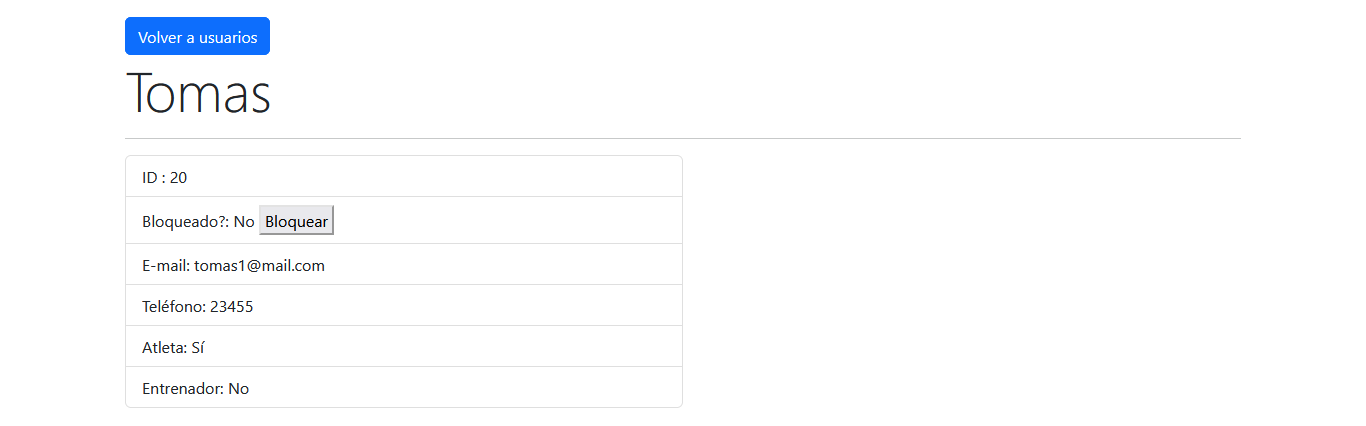 Volver a usuarios
Tomas
ID : 20
Bloqueado?: No Bloquear
E-mail: tomas1@mail.com
Teléfono: 23455
Atleta: Sí
Entrenador: No